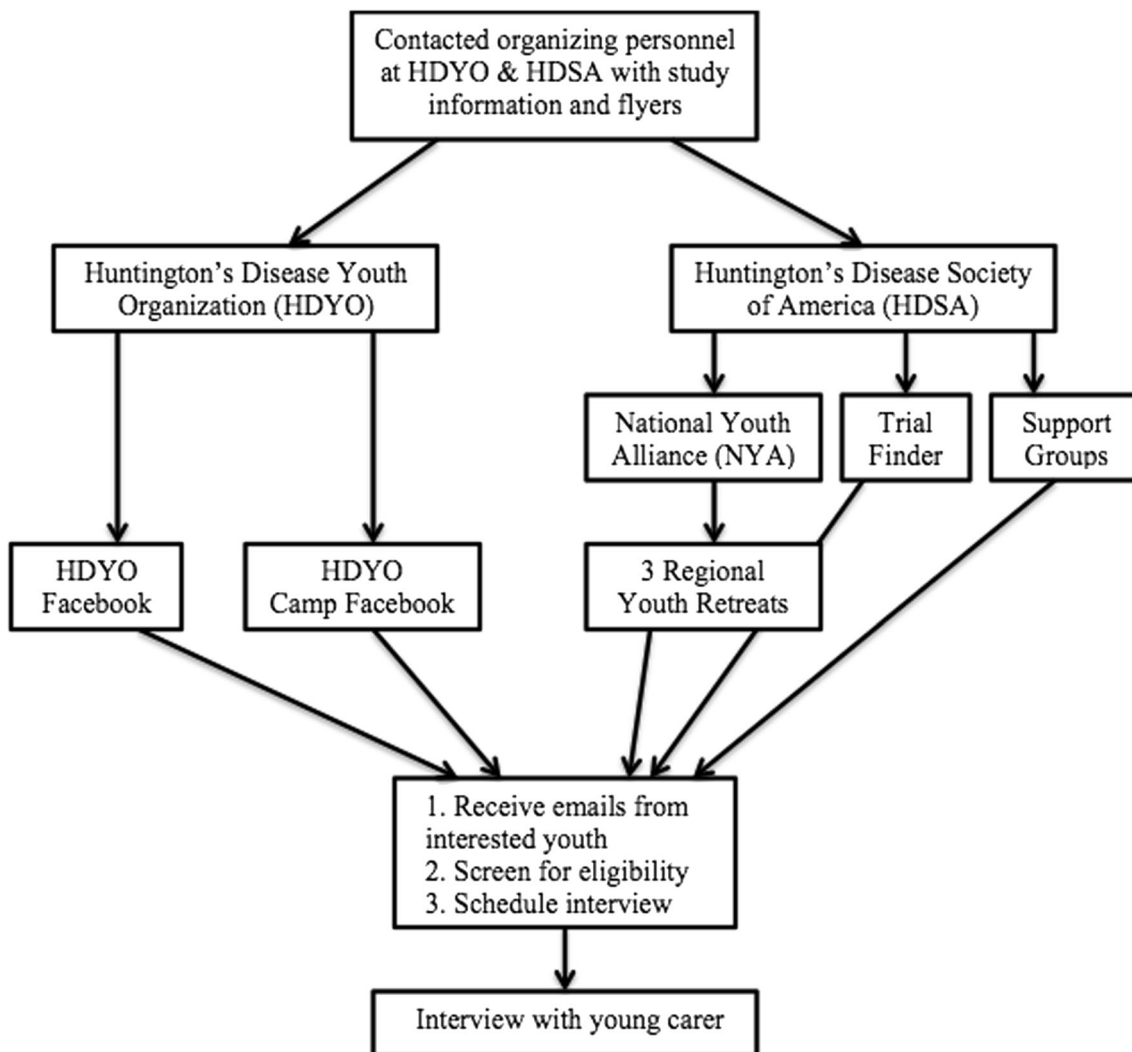 Contacted organizing personnel
at HDYO & HDSA with study
information and flyers
Huntington’s Disease Youth
Organization (HDYO)
Huntington’s Disease Society
of America (HDSA)
National Youth
Alliance (NYA)
Trial
Finder
Support
Groups
HDYO
Facebook
HDYO
Camp Facebook
3 Regional
Youth Retreats
1. Receive emails from
interested youth
2. Screen for eligibility
3. Schedule interview
Interview with young carer